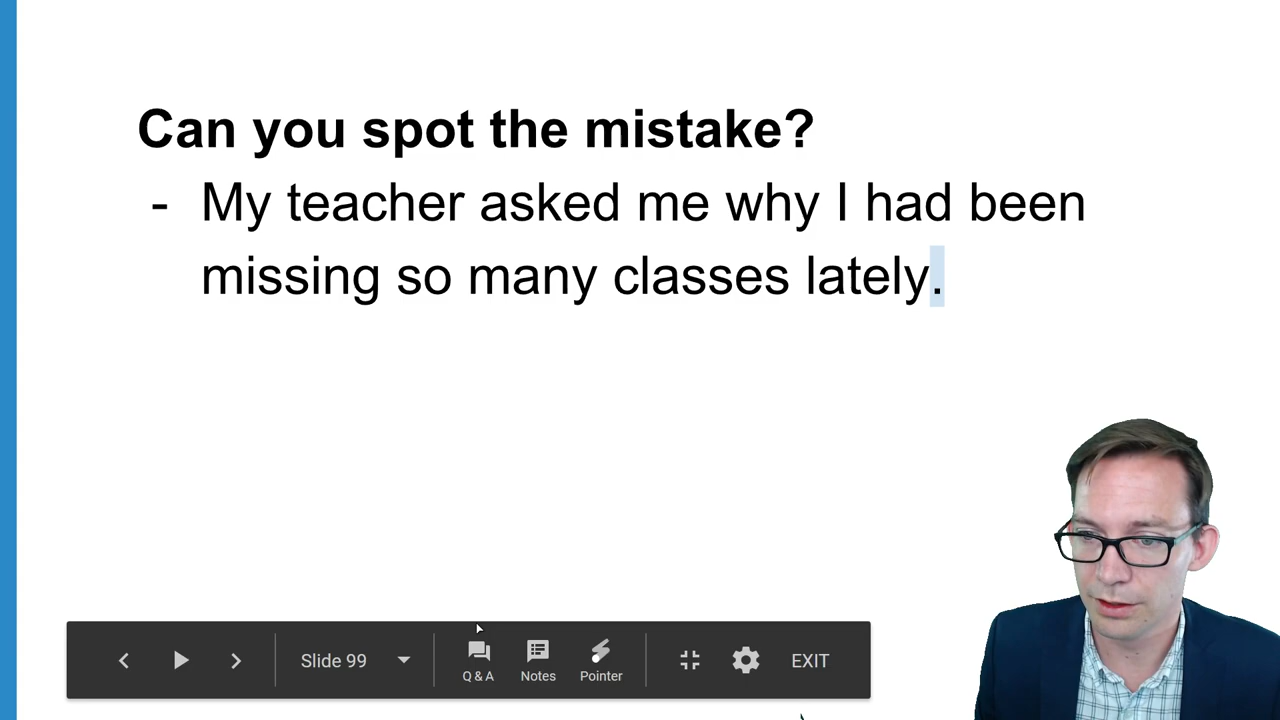 Can you spot the mistake?
- My teacher asked me why I had been
missing so many classes lately.
Slide 99
Q & A
Notes
Pointer
EXIT